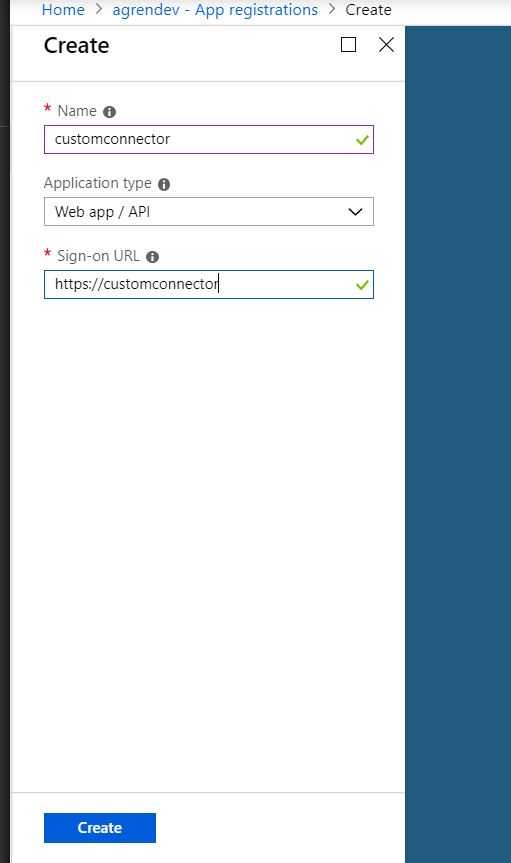 Home > agrendev - App registrations > Create
Create
* Name
customconnector
Application type
Web app / API
* Sign-on URL
https://customconnector
Create